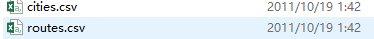 cities.csv 2011/10/19 1:42
routes.csv 2011/10/19 1:42